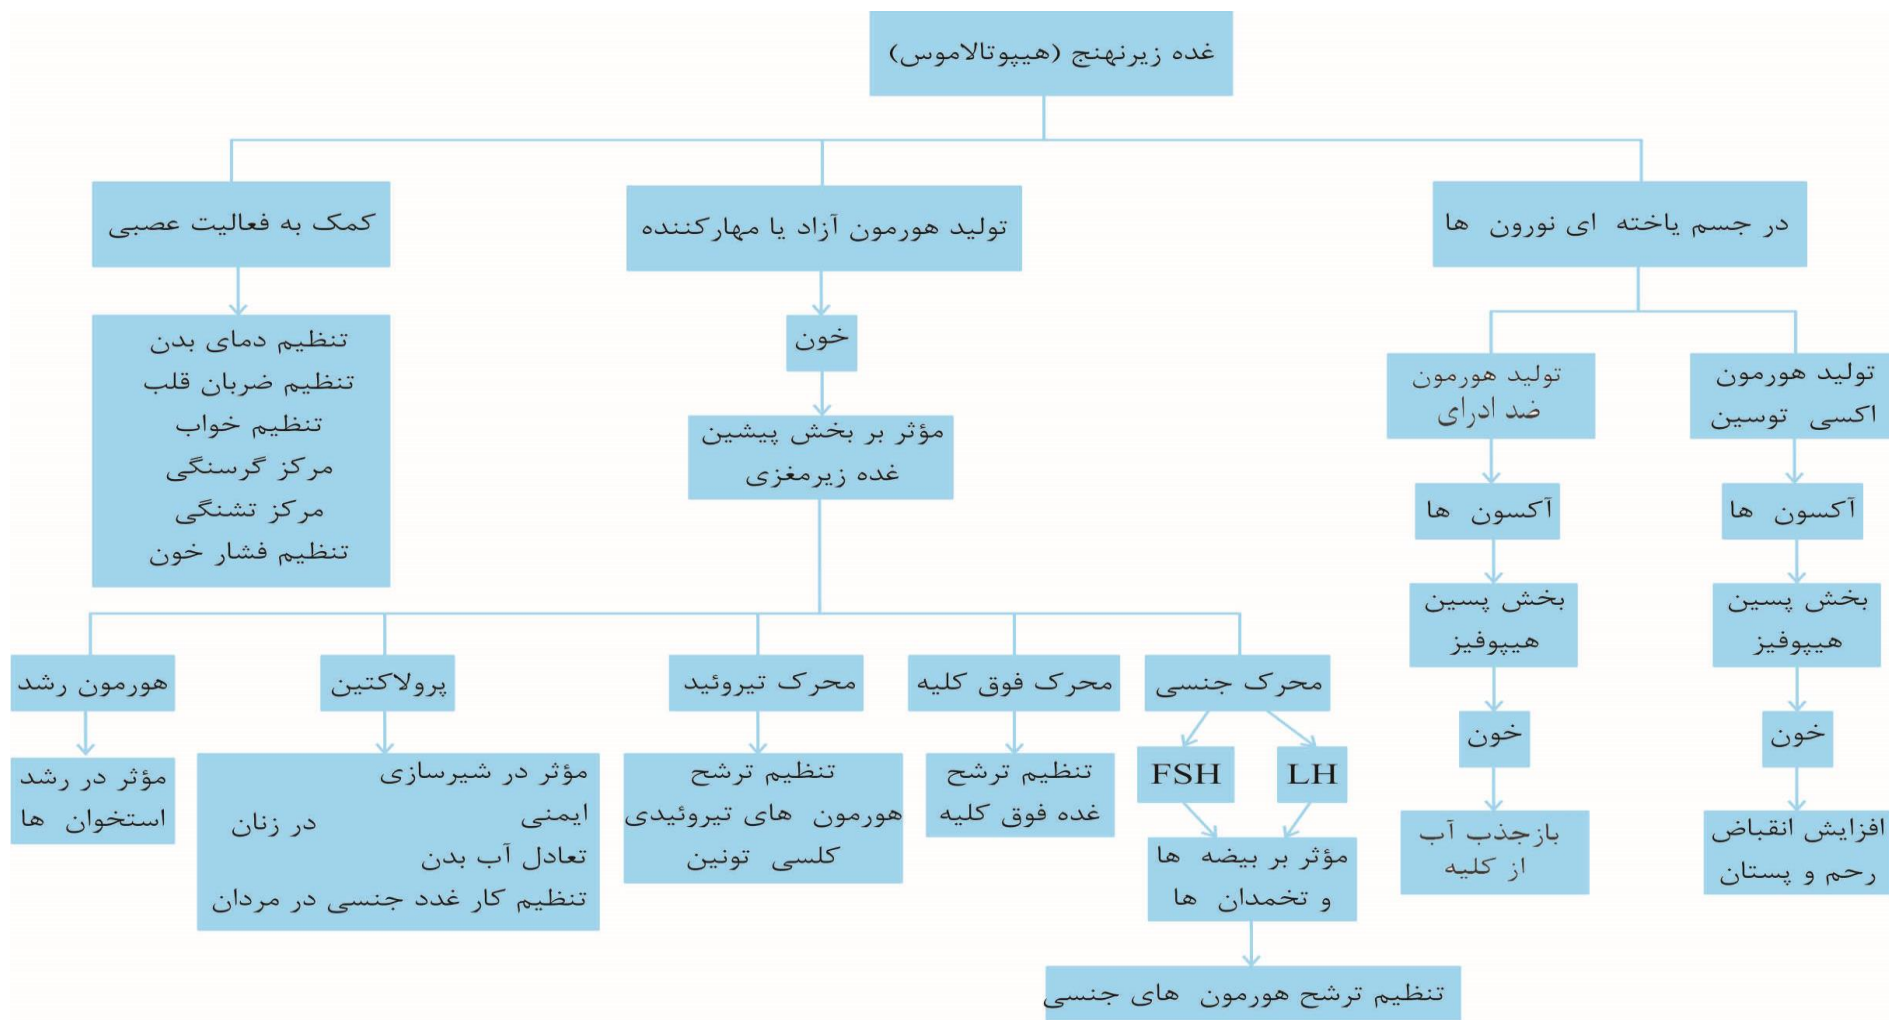 غده زیرنهنج (هیپوتالاموس)
در جسم یاخته ای نورون ها
تولید هورمون آزاد یا مهارکننده
کمک به فعالیت عصبی
تولید هورمون
اکسی توسین
آکسون ها
بخش پسین
هیپوفیز
خون
افزایش انقباض
رحم و پستان
تولید هورمون
ضد ادرای
آکسون ها
بخش پسین
هیپوفیز
خون
بازجذب آب
از کلیه
خون
مؤثر بر بخش پیشین
غده زیرمغزی
تنظیم دمای بدن
تنظیم ضربان قلب
تنظیم خواب
مرکز گرسنگی
مرکز تشنگی
تنظیم فشار خون
محرک جنسی
LH
FSH
مؤثر بر بیضه ها
و تخمدان ها
تنظیم ترشح هورمون های جنسی
محرک فوق کلیه
تنظیم ترشح
غده فوق کلیه
محرک تیروئید
تنظیم ترشح
هورمون های تیروئیدی
کلسی تونین
پرولاکتین
مؤثر در شیرسازی
ایمنی
در زنان
تعادل آب بدن
تنظیم کار غدد جنسی در مردان
هورمون رشد
مؤثر در رشد
استخوان ها